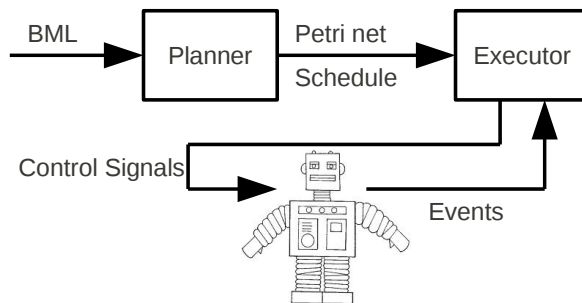 BML
Planner
Petri net
Schedule
Executor
Control Signals
Events